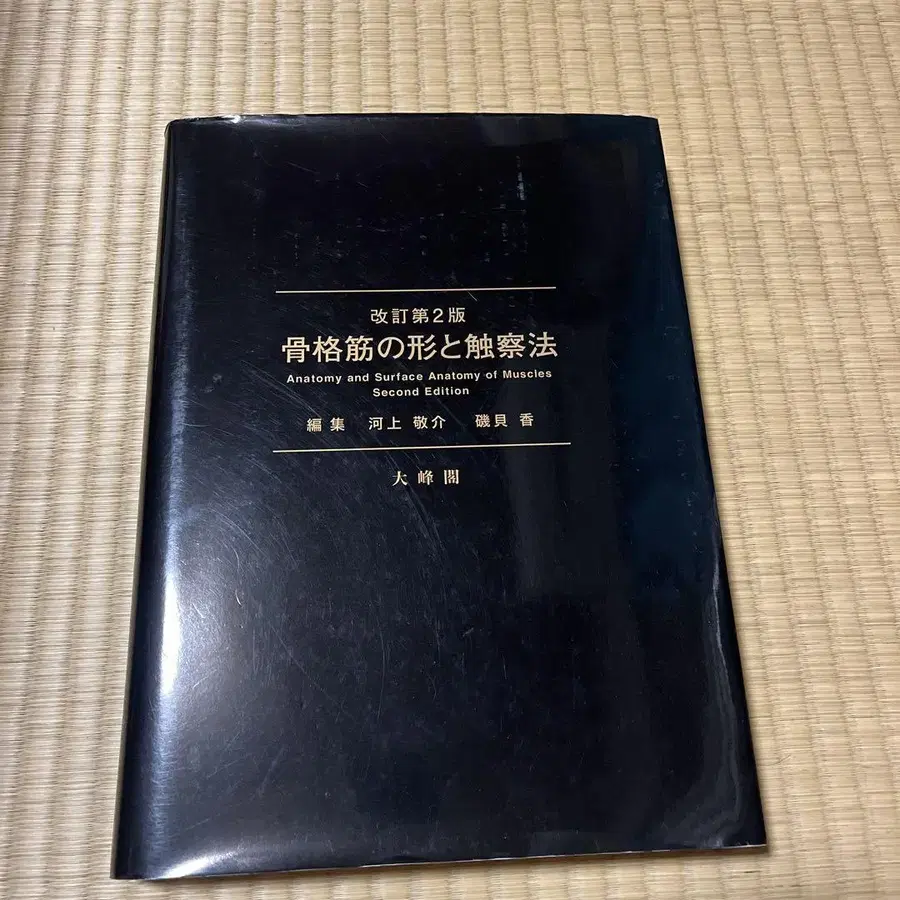 改訂第2版
骨格筋の形と触察法
Anatomy and Surface Anatomy of Muscles
Second Edition
編集 河上 敬介 磯貝 香
大峰閣